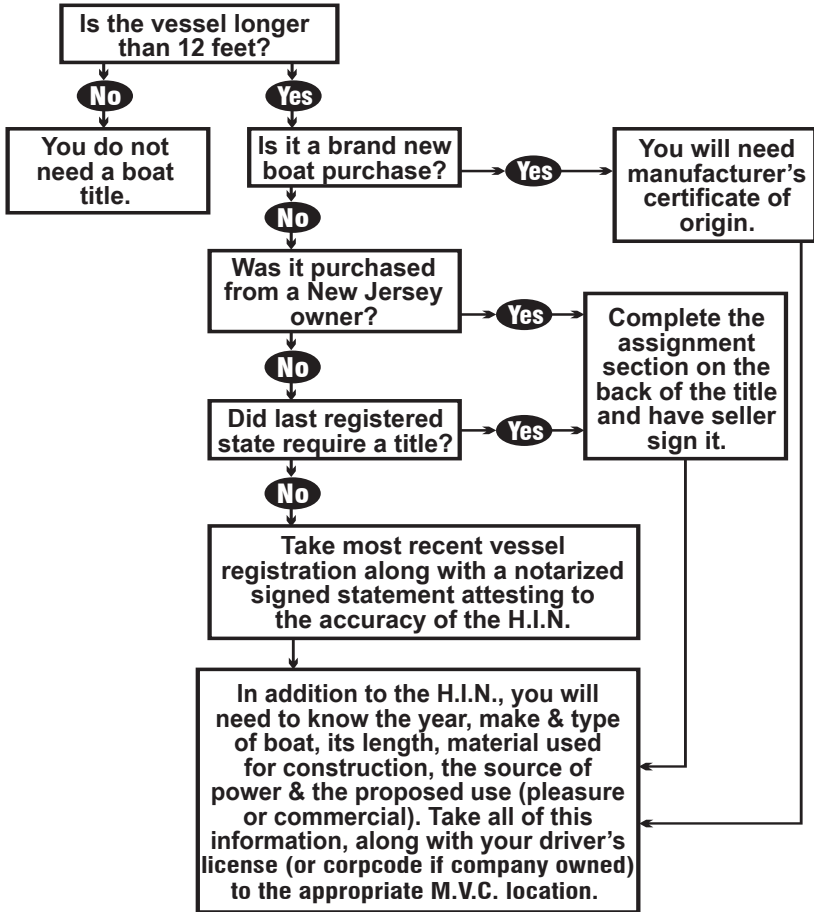 Is the vessel longer
than 12 feet?
No
Yes
You do not
need a boat
title.
Is it a brand new
boat purchase?
Yes
You will need
manufacturer's
certificate of
origin.
No
Was it purchased
from a New Jersey
owner?
Yes
Complete the
assignment
section on the
back of the title
and have seller
sign it.
No
Did last registered
state require a title?
Yes
No
Take most recent vessel
registration along with a notarized
signed statement attesting to
the accuracy of the H.I.N.
In addition to the H.I.N., you will
need to know the year, make & type
of boat, its length, material used
for construction, the source of
power & the proposed use (pleasure
or commercial). Take all of this
information, along with your driver's
license (or corpcode if company owned)
to the appropriate M.V.C. location.